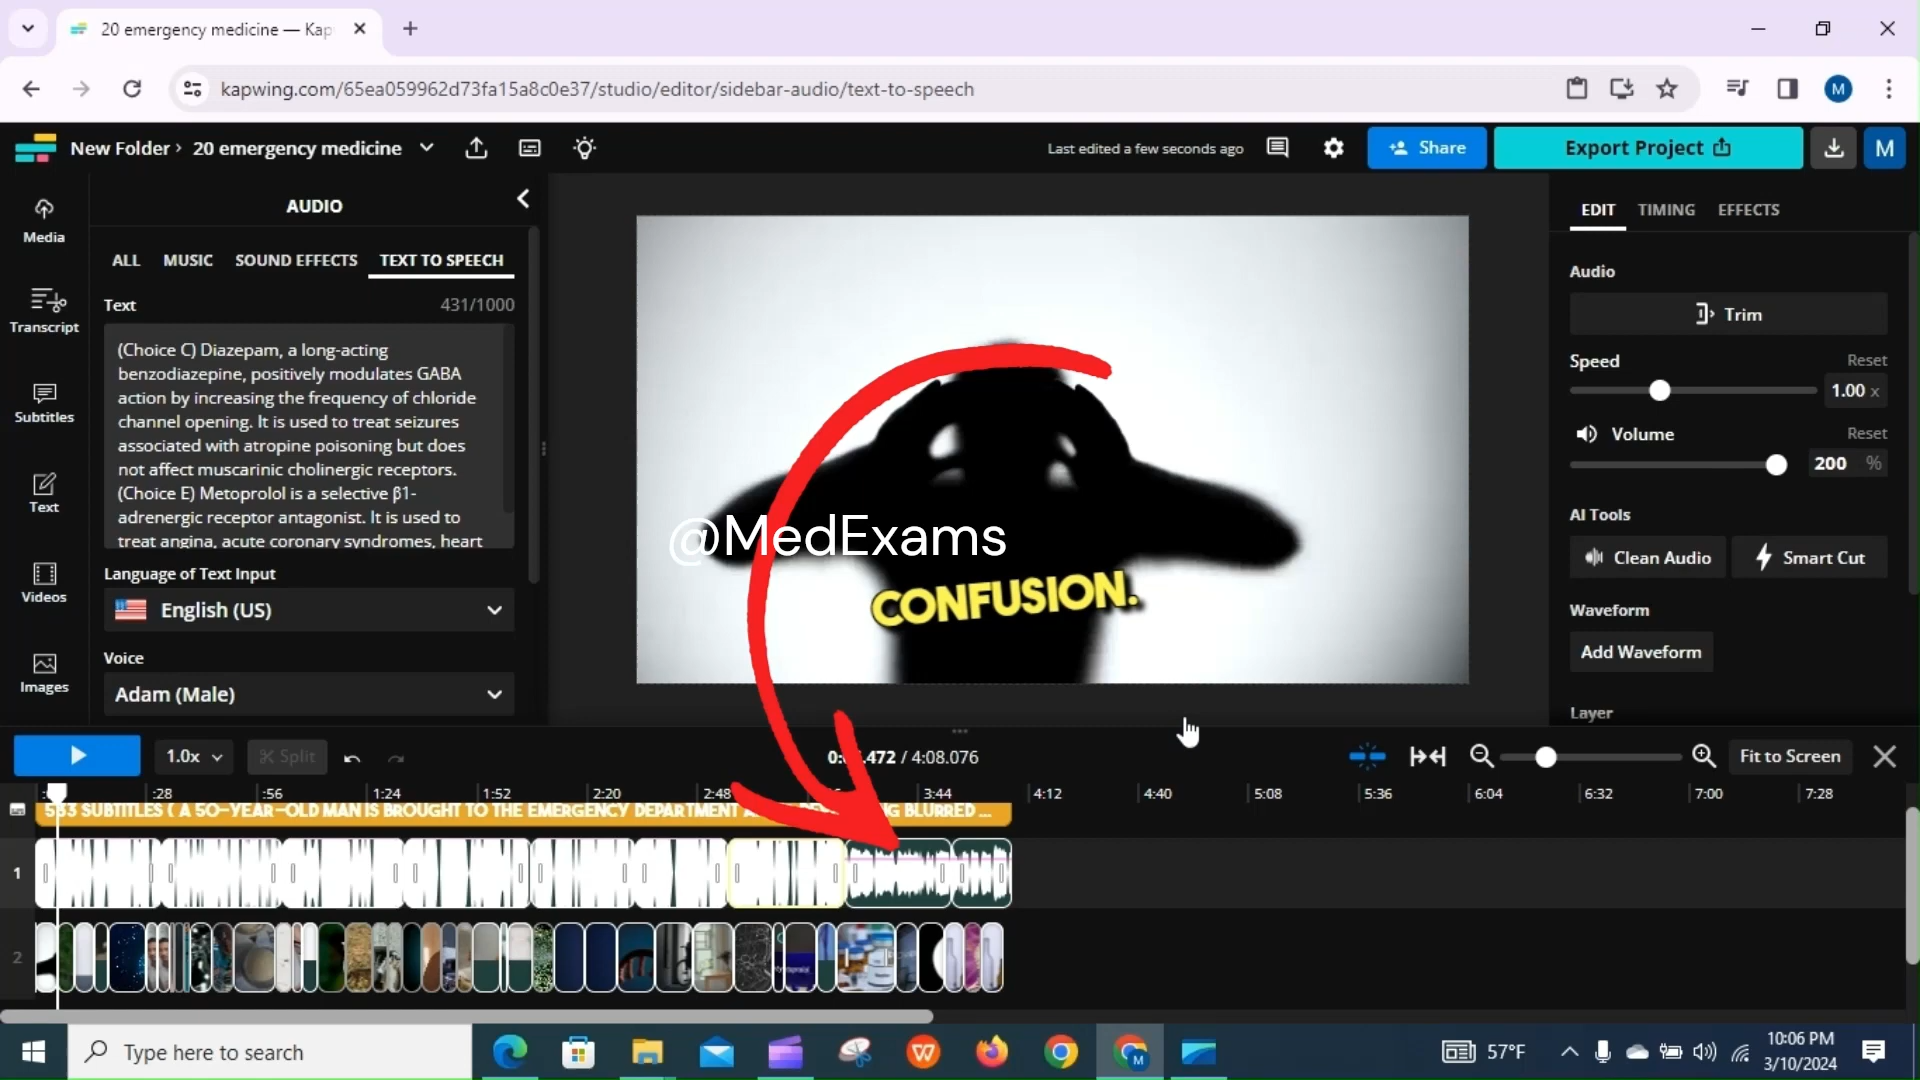 20 emergency medicine — Kap
kapwing.com/65ea059962d73fa15a8c0e37/studio/editor/sidebar-audio/text-to-speech
M
New Folder › 20 emergency medicine
Last edited a few seconds ago
Share
Export Project
M
Media
Transcript
Subtitles
Text
Videos
Images
AUDIO
ALL MUSIC SOUND EFFECTS TEXT TO SPEECH
Text 431/1000
(Choice C) Diazepam, a long-acting
benzodiazepine, positively modulates GABA
action by increasing the frequency of chloride
channel opening. It is used to treat seizures
associated with atropine poisoning but does
not affect muscarinic cholinergic receptors.
(Choice E) Metoprolol is a selective β1-
adrenergic receptor antagonist. It is used to
treat angina, acute coronary syndromes, heart
Language of Text Input
English (US)
Voice
Adam (Male)
@MedExams
CONFUSION.
EDIT TIMING EFFECTS
Audio
Trim
Speed Reset
1.00 x
Volume Reset
200 %
AI Tools
Clean Audio Smart Cut
Waveform
Add Waveform
Layer
1.0x Split
.472 / 4:08.076
Fit to Screen
:28 :56 1:24 1:52 2:20 2:48 3:44 4:12 4:40 5:08 5:36 6:04 6:32 7:00 7:28
533 SUBTITLES ( A 50-YEAR-OLD MAN IS BROUGHT TO THE EMERGENCY DEPARTMENT BLURRED ...
1
2
Type here to search
57°F
10:06 PM
3/10/2024